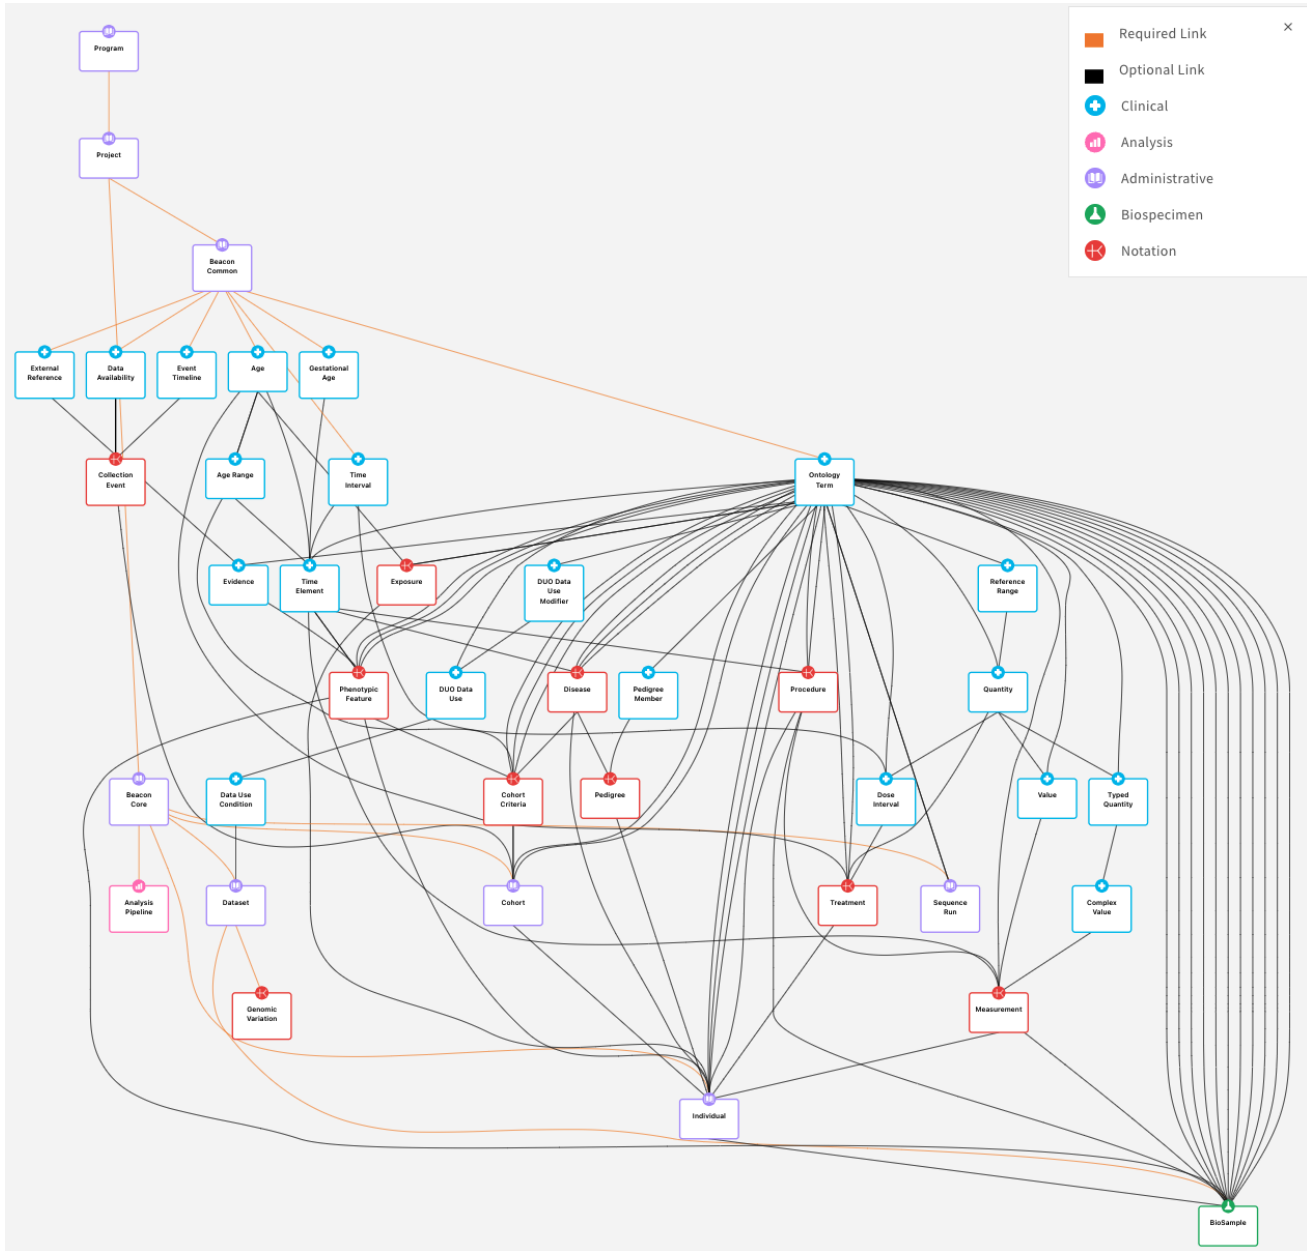 Required Link
Optional Link
Clinical
Analysis
Administrative
Biospecimen
Notation
×
Program
Project
Beacon
Common
External
Reference
Data
Availability
Event
Timeline
Age
Gestational
Age
Collection
Event
Age Range
Time
Interval
Ontology
Term
Evidence
Time
Element
Exposure
DUO Data
Use
Modifier
Reference
Range
Phenotypic
Feature
DUO Data
Use
Disease
Pedigree
Member
Procedure
Quantity
Beacon
Core
Data Use
Condition
Cohort
Criteria
Pedigree
Dose
Interval
Value
Typed
Quantity
Analysis
Pipeline
Dataset
Cohort
Treatment
Sequence
Run
Complex
Value
Genomic
Variation
Measurement
Individual
BioSample